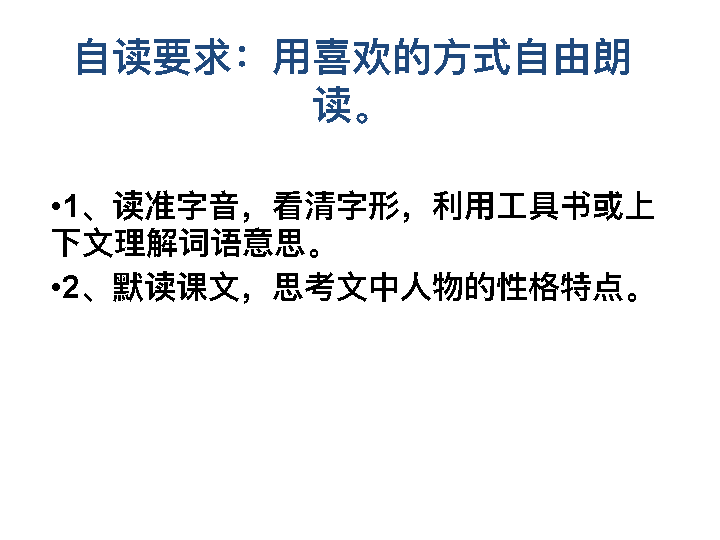 自读要求：用喜欢的方式自由朗
读。
•1、读准字音，看清字形，利用工具书或上
下文理解词语意思。
•2、默读课文，思考文中人物的性格特点。